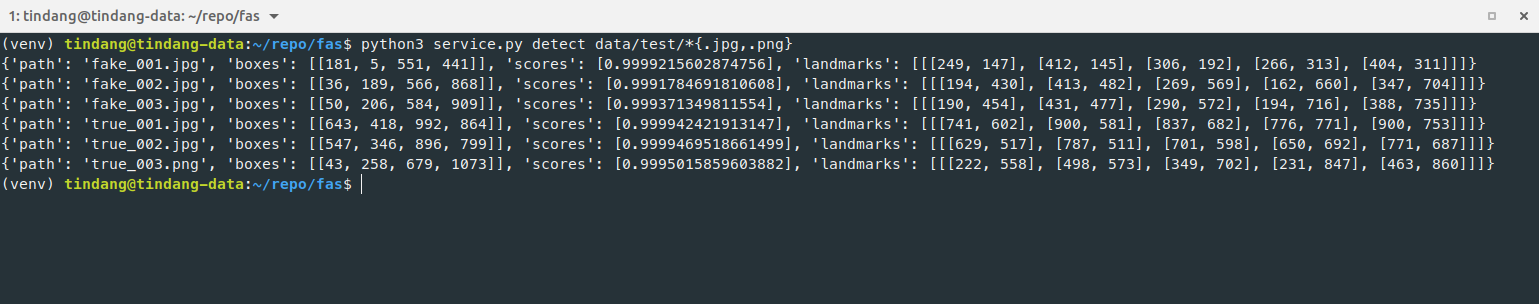 1: tindang@tindang-data: ~/repo/fas
(venv) tindang@tindang-data:~/repo/fas$ python3 service.py detect data/test/*{.jpg,.png}
{'path': 'fake_001.jpg', 'boxes': [[181, 5, 551, 441]], 'scores': [0.9999215602874756], 'landmarks': [[[249, 147], [412, 145], [306, 192], [266, 313], [404, 311]]]}
{'path': 'fake_002.jpg', 'boxes': [[36, 189, 566, 868]], 'scores': [0.9991784691810608], 'landmarks': [[[194, 430], [413, 482], [269, 569], [162, 660], [347, 704]]]}
{'path': 'fake_003.jpg', 'boxes': [[50, 206, 584, 909]], 'scores': [0.999371349811554], 'landmarks': [[[190, 454], [431, 477], [290, 572], [194, 716], [388, 735]]]}
{'path': 'true_001.jpg', 'boxes': [[643, 418, 992, 864]], 'scores': [0.999942421913147], 'landmarks': [[[741, 602], [900, 581], [837, 682], [776, 771], [900, 753]]]}
{'path': 'true_002.jpg', 'boxes': [[547, 346, 896, 799]], 'scores': [0.9999469518661499], 'landmarks': [[[629, 517], [787, 511], [701, 598], [650, 692], [771, 687]]]}
{'path': 'true_003.png', 'boxes': [[43, 258, 679, 1073]], 'scores': [0.9995015859603882], 'landmarks': [[[222, 558], [498, 573], [349, 702], [231, 847], [463, 860]]]}
(venv) tindang@tindang-data:~/repo/fas$